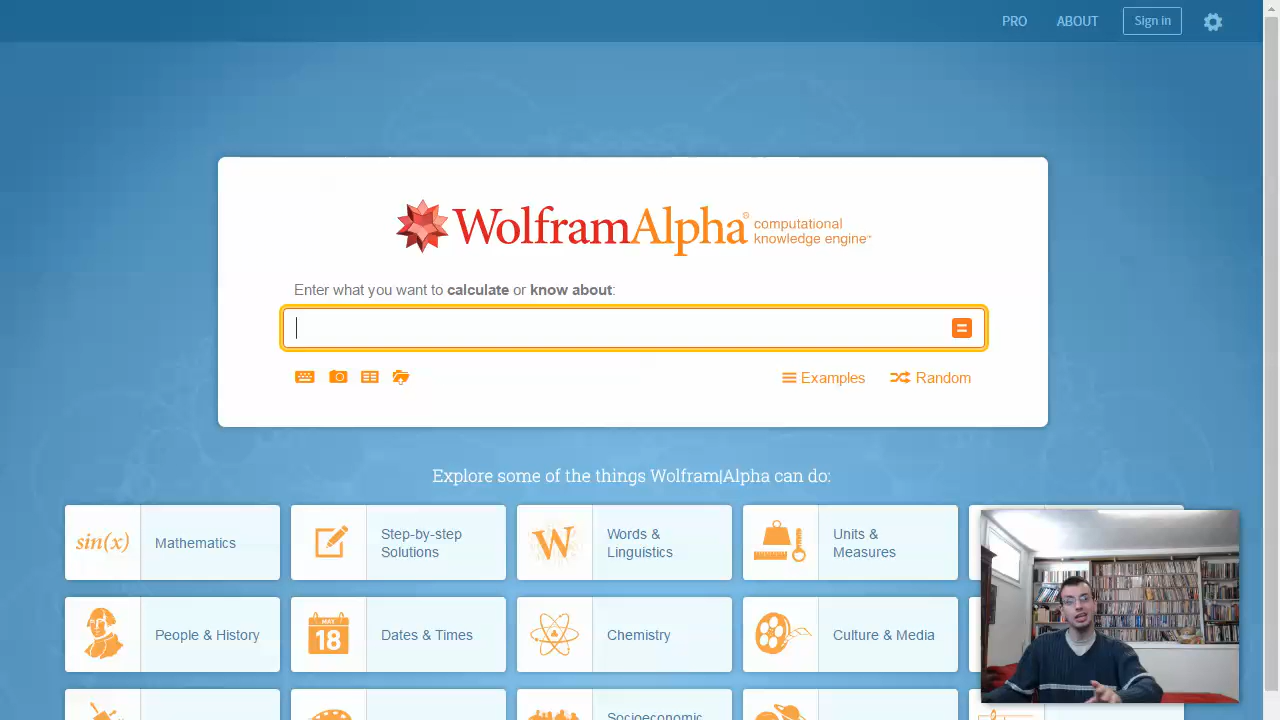 PRO ABOUT Sign in
WolframAlpha® computational
knowledge engine™
Enter what you want to calculate or know about:
Examples Random
Explore some of the things Wolfram|Alpha can do:
sin(x) Mathematics
Step-by-step
Solutions
W Words &
Linguistics
Units &
Measures
People & History
MAY
18 Dates & Times
Chemistry
Culture & Media
Socioeconomic